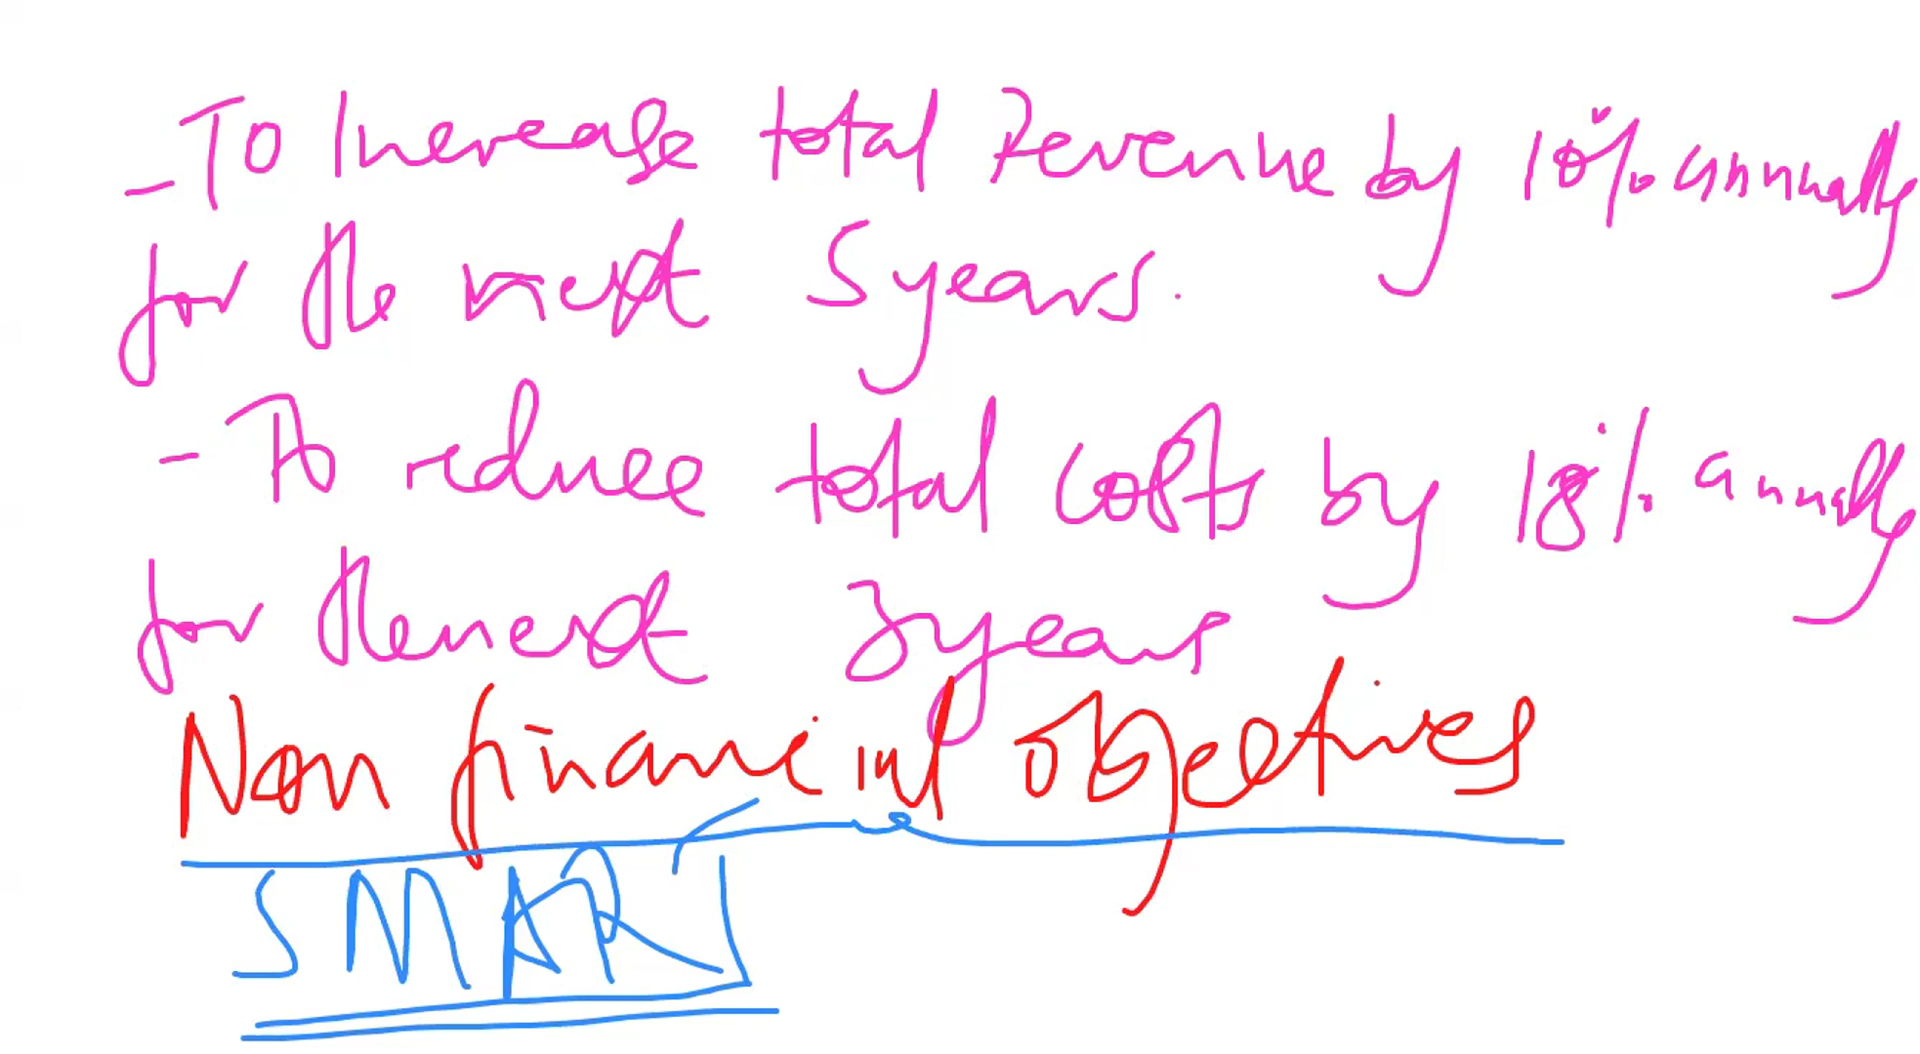 - To Increase total Revenue by 10% annually
for the next 5 years.
- To reduce total costs by 18% annually
for the next 3 years
Non financial objectives
SMART